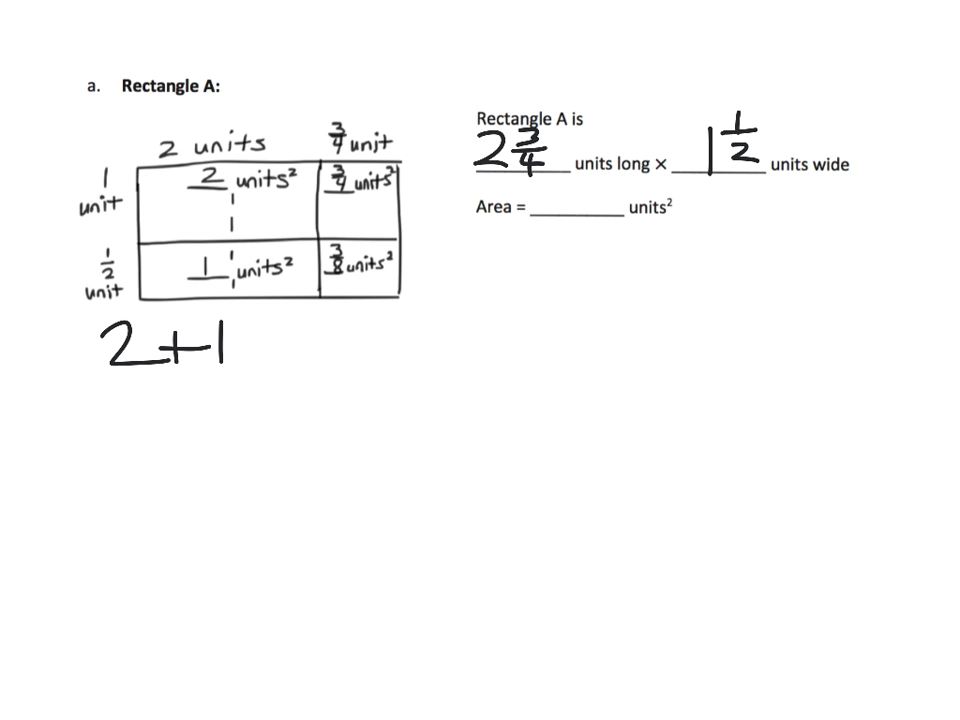 a. Rectangle A:
Rectangle A is
2 units 3/4 unit
2 3/4 units long x 1 1/2 units wide
1 unit 2 units² 3/4 units²
Area = ________ units²
1/2 unit 1 units² 3/8 units²
2+1